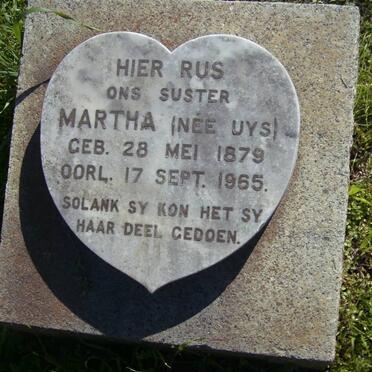 HIER RUS
ONS SUSTER
MARTHA (NÉE UYS)
GEB. 28 MEI 1879
OORL. 17 SEPT. 1965.
SOLANK SY KON HET SY
HAAR DEEL GEDOEN.